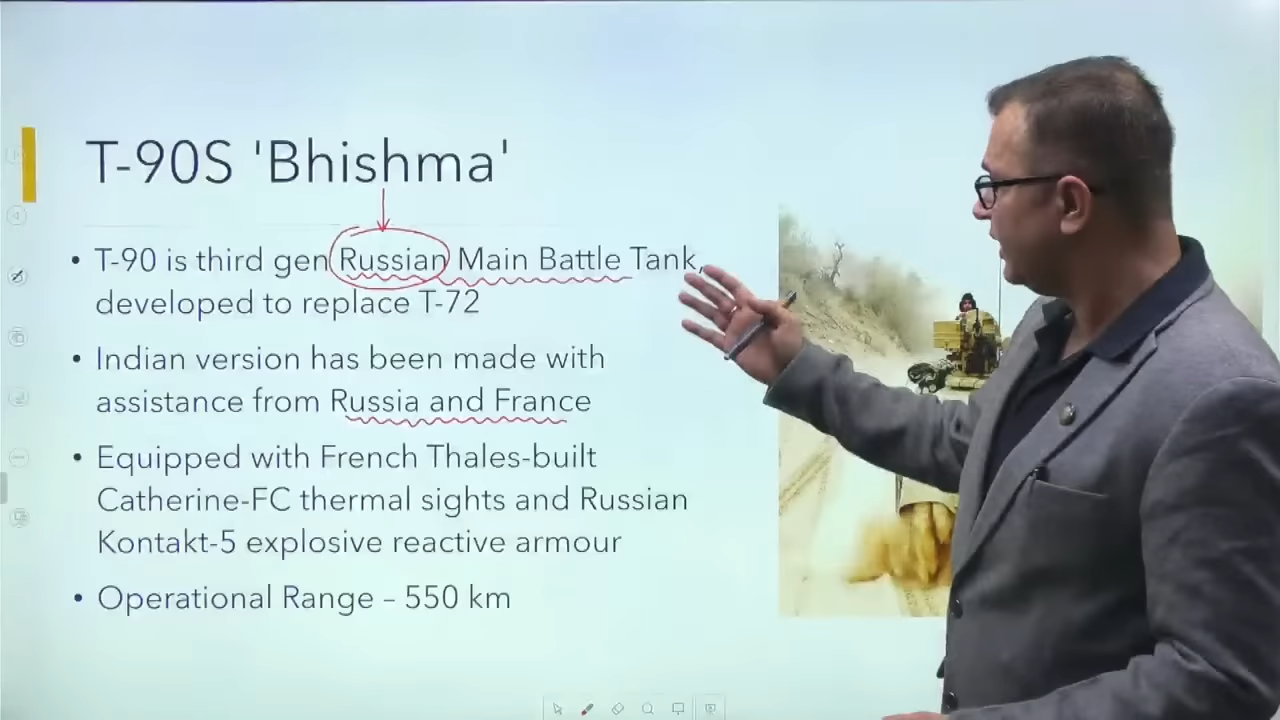 T-90S 'Bhishma'
• T-90 is third gen Russian Main Battle Tank,
developed to replace T-72
• Indian version has been made with
assistance from Russia and France
• Equipped with French Thales-built
Catherine-FC thermal sights and Russian
Kontakt-5 explosive reactive armour
• Operational Range – 550 km